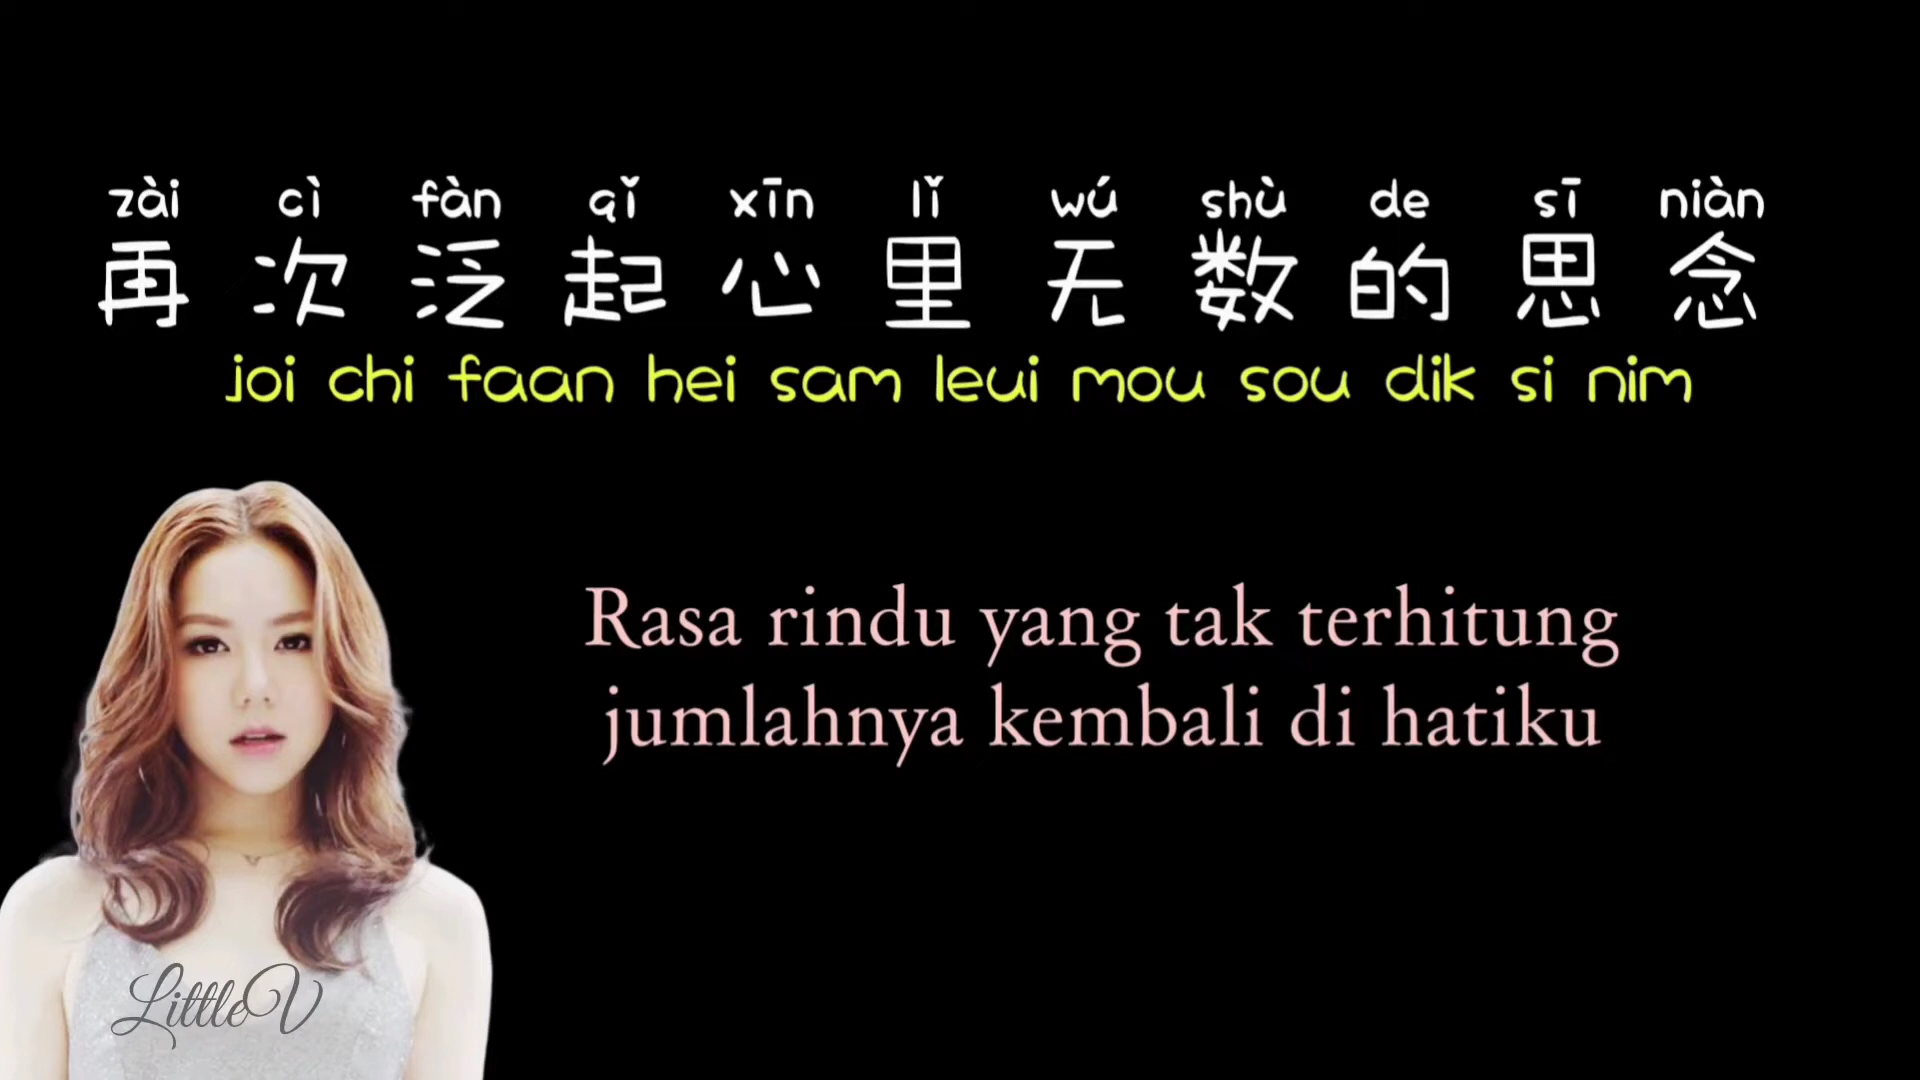 zài cì fàn qǐ xīn lǐ wú shù de sī niàn
再次泛起心里无数的思念
joi chi faan hei sam leui mou sou dik si nim
Rasa rindu yang tak terhitung
jumlahnya kembali di hatiku
LittleV